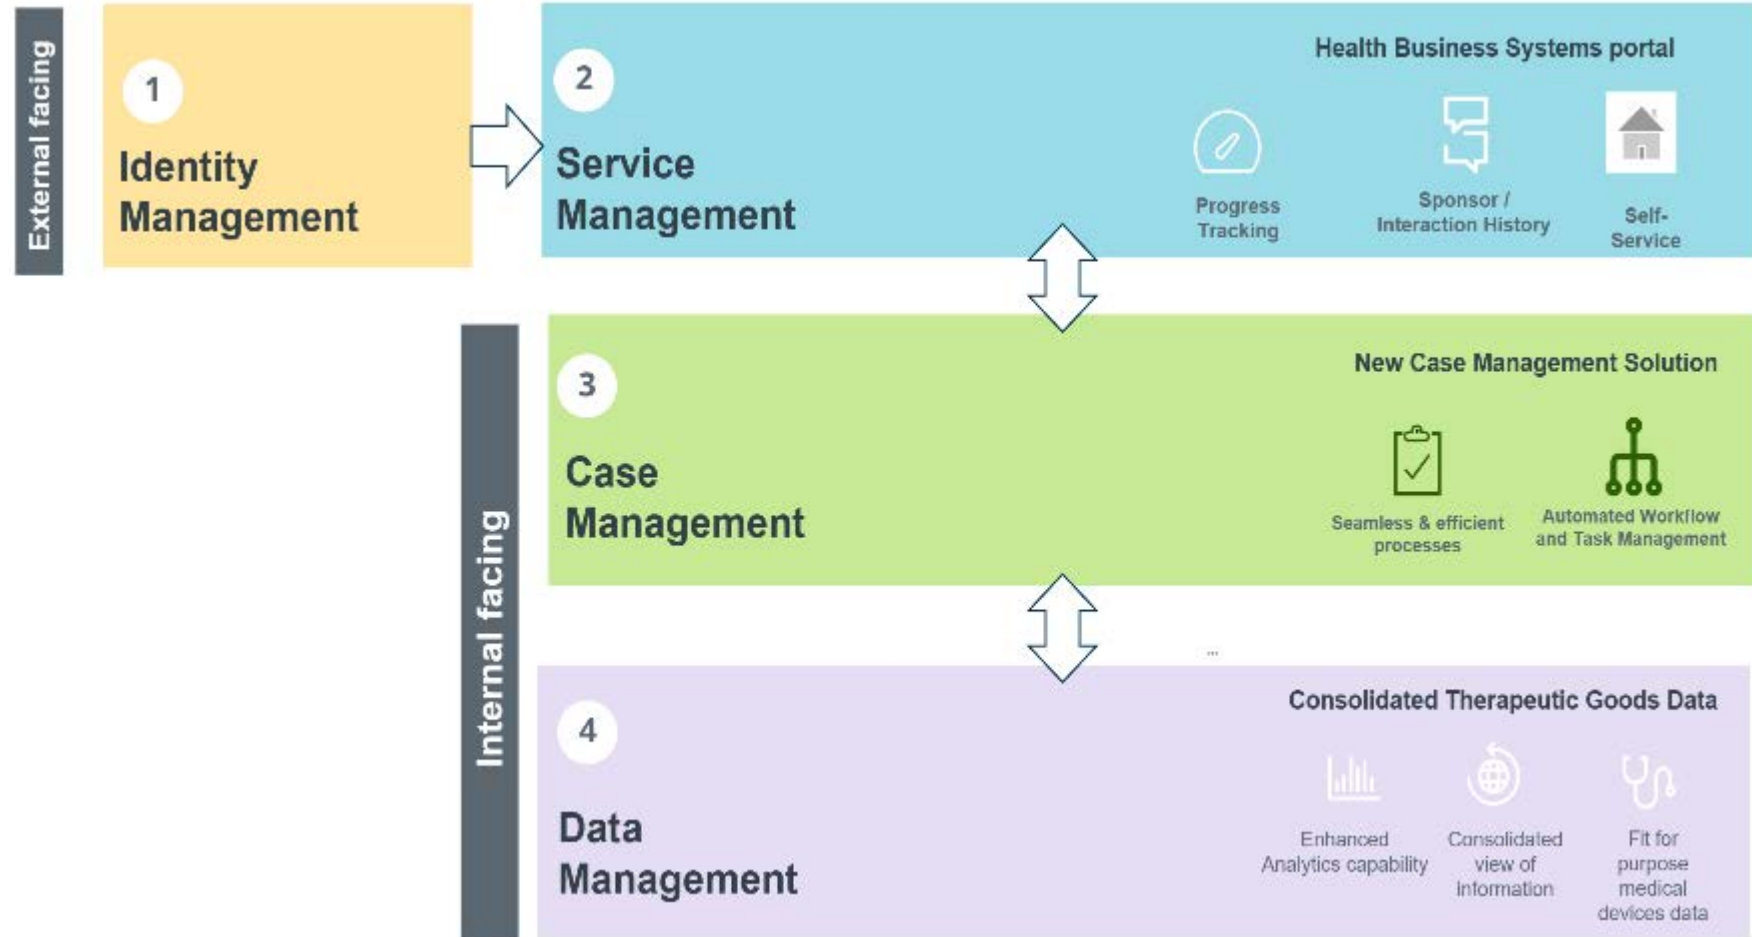 External facing
1
Identity
Management
2
Service
Management
Health Business Systems portal
Progress
Tracking
Sponsor /
Interaction History
Self-
Service
Internal facing
3
Case
Management
New Case Management Solution
Seamless & efficient
processes
Automated Workflow
and Task Management
...
4
Data
Management
Consolidated Therapeutic Goods Data
Enhanced
Analytics capability
Consolidated
view of
information
Fit for
purpose
medical
devices data